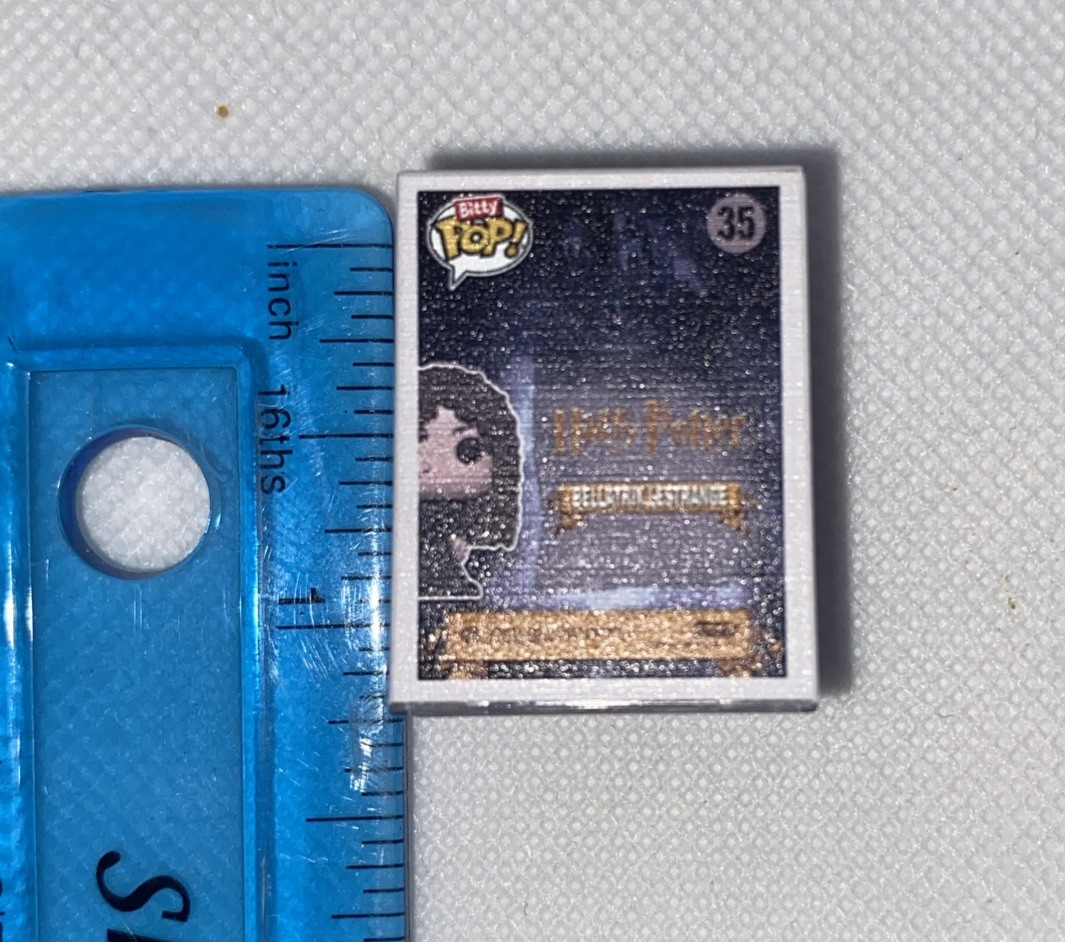 inch
16ths
1
Bitty
POP!
35
Harry Potter
BELLATRIX LESTRANGE